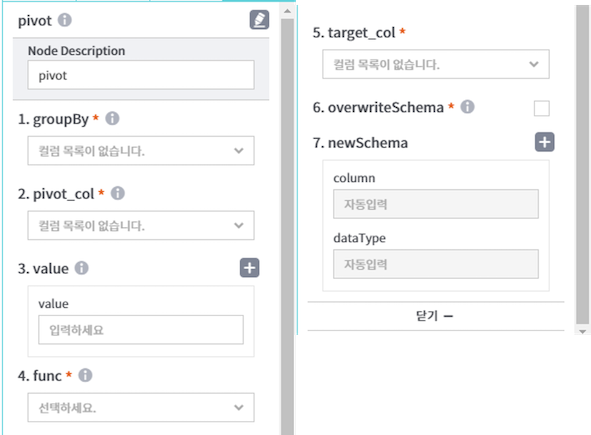 pivot
Node Description
pivot
1. groupBy *
컬럼 목록이 없습니다.
2. pivot_col *
컬럼 목록이 없습니다.
3. value
value
입력하세요
4. func *
선택하세요.
5. target_col *
컬럼 목록이 없습니다.
6. overwriteSchema *
7. newSchema
column
자동입력
dataType
자동입력
닫기 −